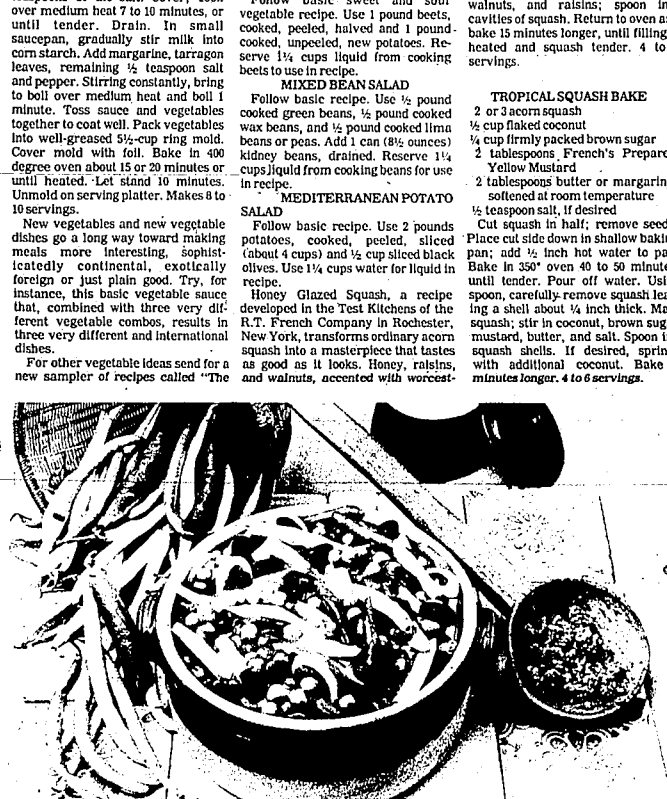 over medium heat 7 to 10 minutes, or
until tender. Drain. In small
saucepan, gradually stir milk into
corn starch. Add margarine, tarragon
leaves, remaining ½ teaspoon salt
and pepper. Stirring constantly, bring
to boil over medium heat and boil 1
minute. Toss sauce and vegetables
together to coat well. Pack vegetables
into well-greased 5½-cup ring mold.
Cover mold with foil. Bake in 400
degree oven about 15 or 20 minutes or
until heated. Let stand 10 minutes.
Unmold on serving platter. Makes 8 to
10 servings.
New vegetables and new vegetable
dishes go a long way toward making
meals more interesting, sophist-
icatedly continental, exotically
foreign or just plain good. Try, for
instance, this basic vegetable sauce
that, combined with three very dif-
ferent vegetable combos, results in
three very different and international
dishes.
For other vegetable ideas send for a
new sampler of recipes called "The
Follow basic sweet and sour
vegetable recipe. Use 1 pound beets,
cooked, peeled, halved and 1 pound
cooked, unpeeled, new potatoes. Re-
serve 1¼ cups liquid from cooking
beets to use in recipe.
MIXED BEAN SALAD
Follow basic recipe. Use ½ pound
cooked green beans, ½ pound cooked
wax beans, and ½ pound cooked lima
beans or peas. Add 1 can (8½ ounces)
kidney beans, drained. Reserve 1¼
cups liquid from cooking beans for use
in recipe.
MEDITERRANEAN POTATO
SALAD
Follow basic recipe. Use 2 pounds
potatoes, cooked, peeled, sliced
(about 4 cups) and ½ cup sliced black
olives. Use 1¼ cups water for liquid in
recipe.
Honey Glazed Squash, a recipe
developed in the Test Kitchens of the
R.T. French Company in Rochester,
New York, transforms ordinary acorn
squash into a masterpiece that tastes
as good as it looks. Honey, raisins,
and walnuts, accented with worcest-
walnuts, and raisins; spoon in
cavities of squash. Return to oven a
bake 15 minutes longer, until filling
heated and squash tender. 4 to
servings.
TROPICAL SQUASH BAKE
2 or 3 acorn squash
½ cup flaked coconut
¼ cup firmly packed brown sugar
2 tablespoons French's Prepare
Yellow Mustard
2 tablespoons butter or margarin
softened at room temperature
½ teaspoon salt, if desired
Cut squash in half; remove seed
Place cut side down in shallow baki
pan; add ½ inch hot water to pa
Bake in 350° oven 40 to 50 minute
until tender. Pour off water. Usi
spoon, carefully remove squash lea
ing a shell about ¼ inch thick. Ma
squash; stir in coconut, brown sug
mustard, butter, and salt. Spoon i
squash shells. If desired, sprin
with additional coconut. Bake
minutes longer. 4 to 6 servings.